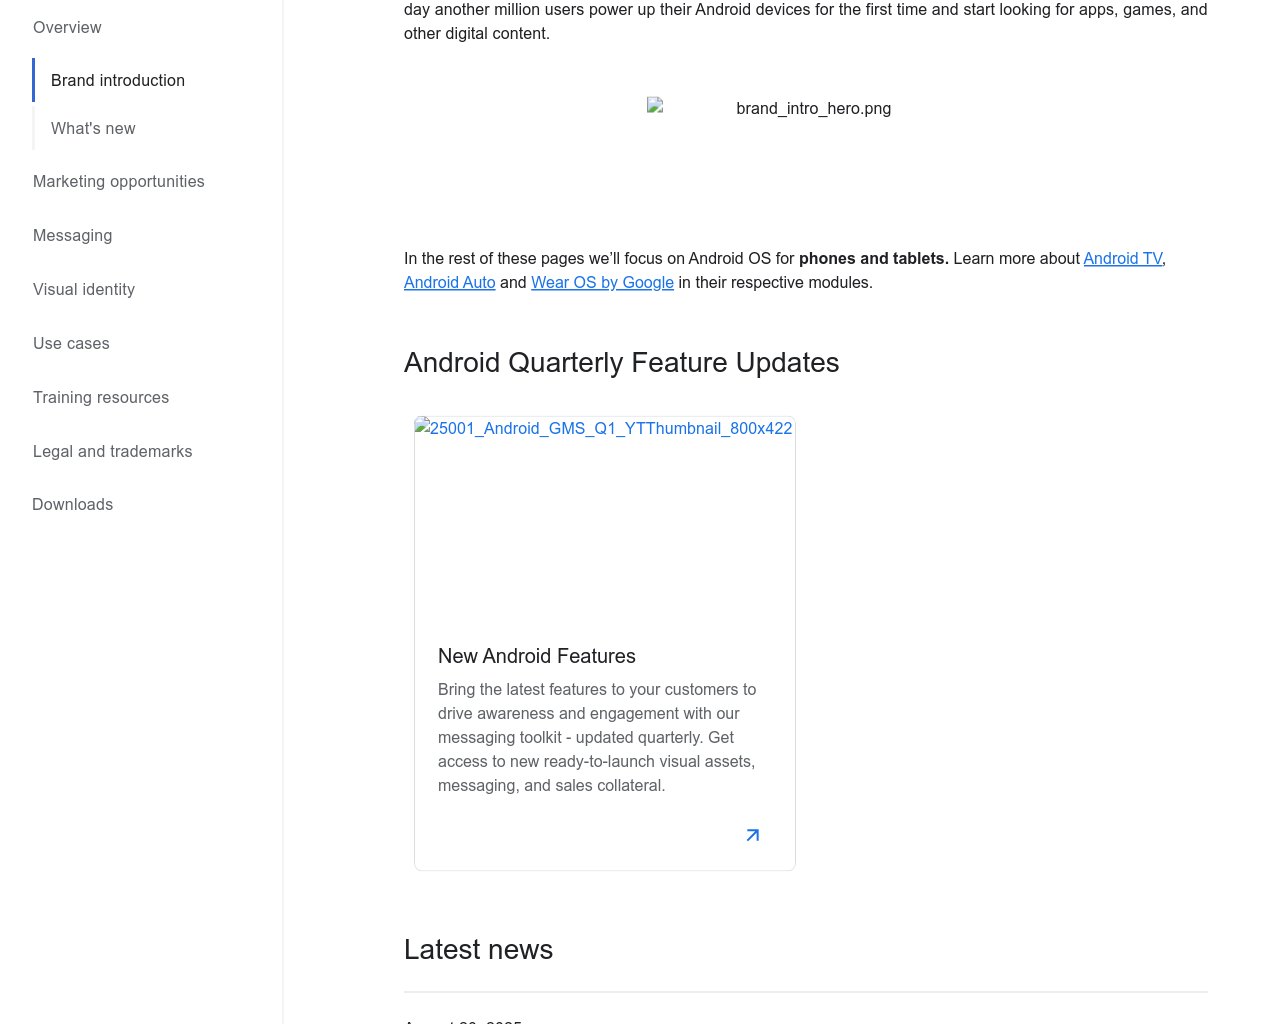 Overview
Brand introduction
What's new
Marketing opportunities
Messaging
Visual identity
Use cases
Training resources
Legal and trademarks
Downloads
day another million users power up their Android devices for the first time and start looking for apps, games, and
other digital content.
brand_intro_hero.png
In the rest of these pages we’ll focus on Android OS for phones and tablets. Learn more about Android TV,
Android Auto and Wear OS by Google in their respective modules.
Android Quarterly Feature Updates
25001_Android_GMS_Q1_YTThumbnail_800x422
New Android Features
Bring the latest features to your customers to
drive awareness and engagement with our
messaging toolkit - updated quarterly. Get
access to new ready-to-launch visual assets,
messaging, and sales collateral.
Latest news